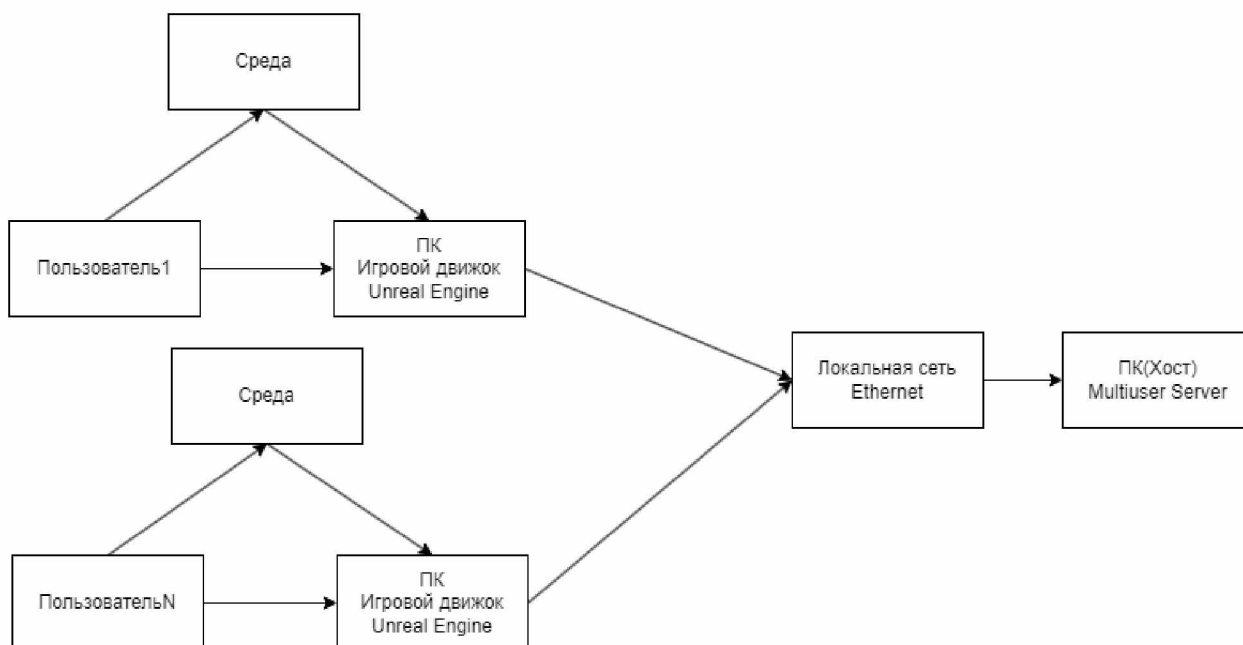 Среда
Пользователь1
ПК
Игровой движок
Unreal Engine
Локальная сеть
Ethernet
ПК(Хост)
Multiuser Server
Среда
ПользовательN
ПК
Игровой движок
Unreal Engine